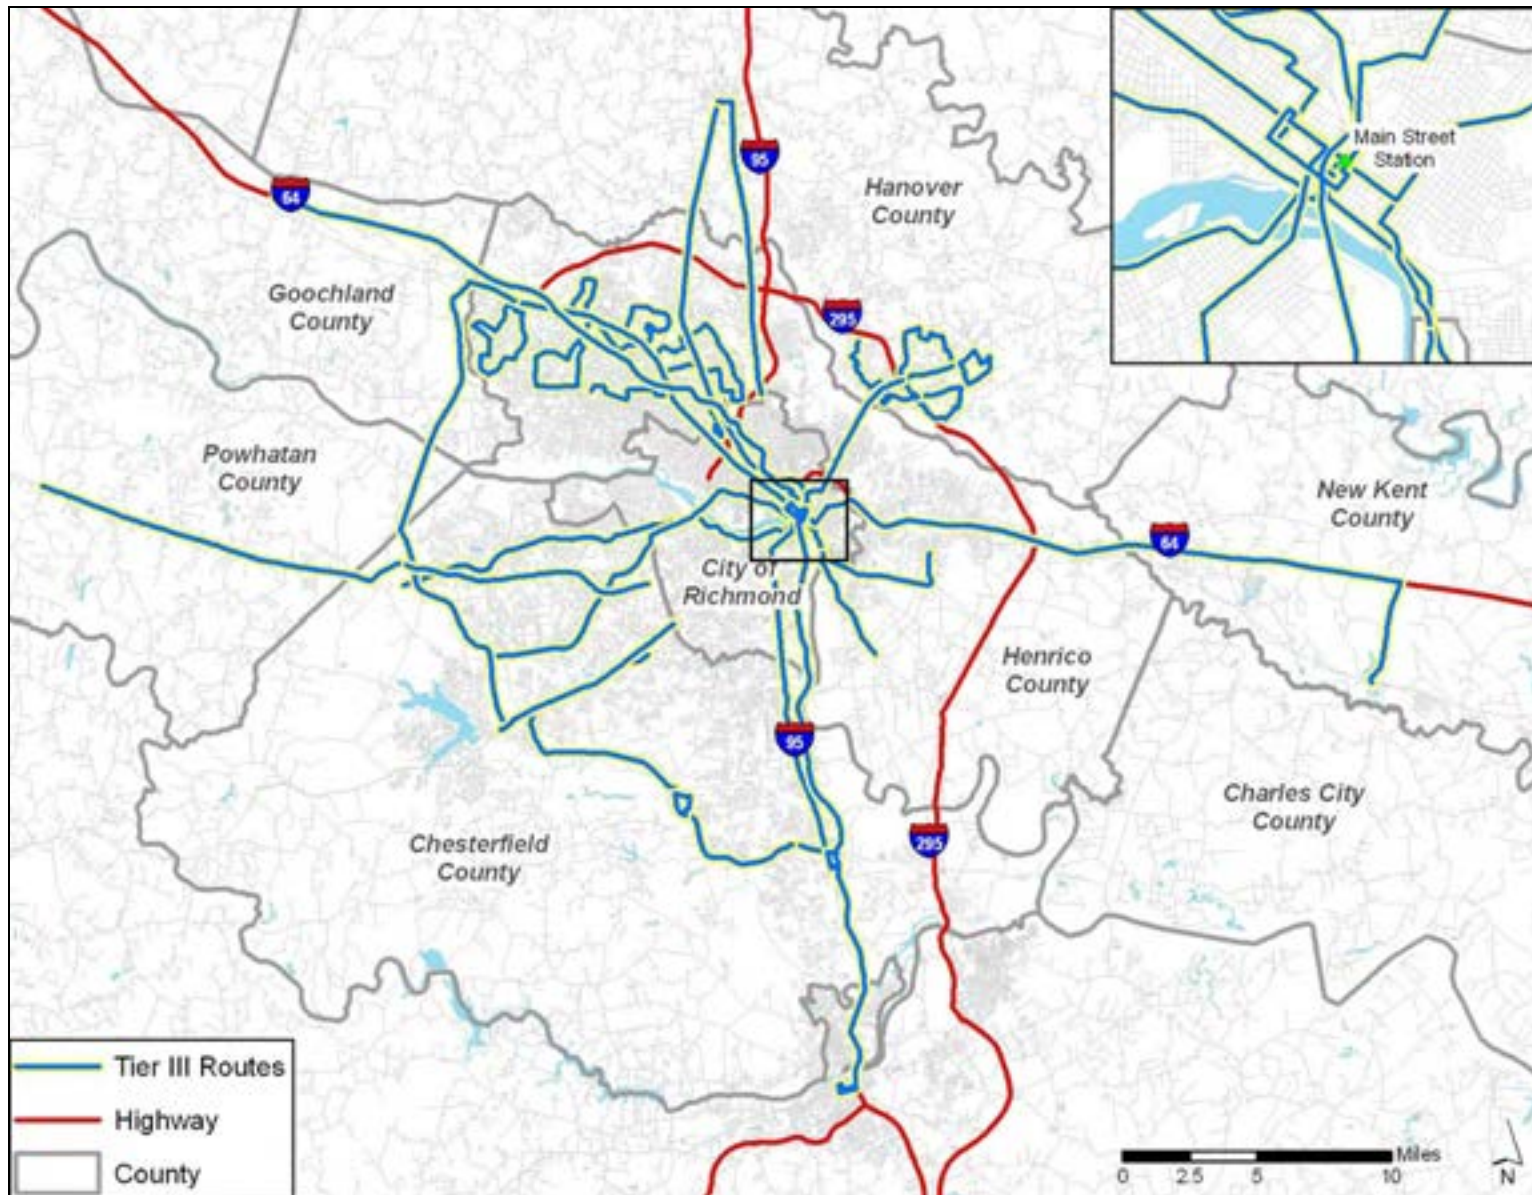 95
Main Street
Station
64
Hanover
County
Goochland
County
295
Powhatan
County
New Kent
County
64
City of
Richmond
Henrico
County
95
Charles City
County
295
Chesterfield
County
Tier III Routes
Highway
County
Miles
0 2.5 5 10
N